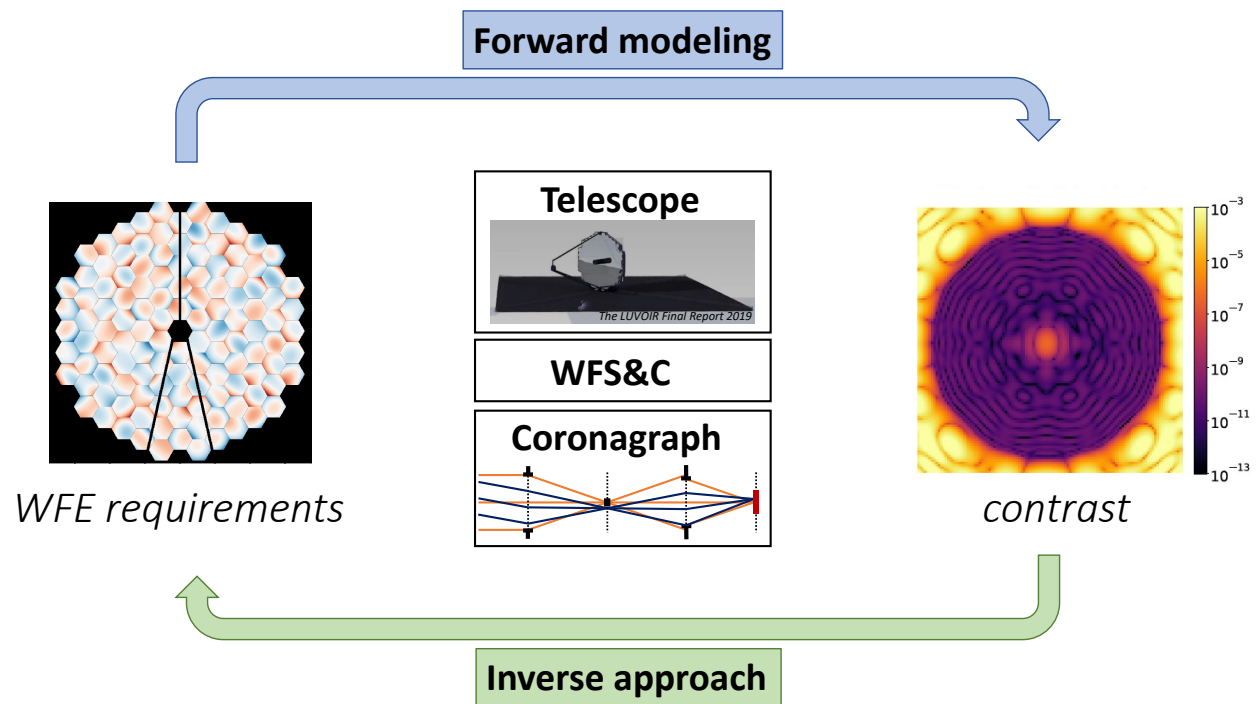 Forward modeling
Telescope
The LUVOIR Final Report 2019
WFS&C
Coronagraph
WFE requirements
10⁻³
10⁻⁵
10⁻⁷
10⁻⁹
10⁻¹¹
10⁻¹³
contrast
Inverse approach